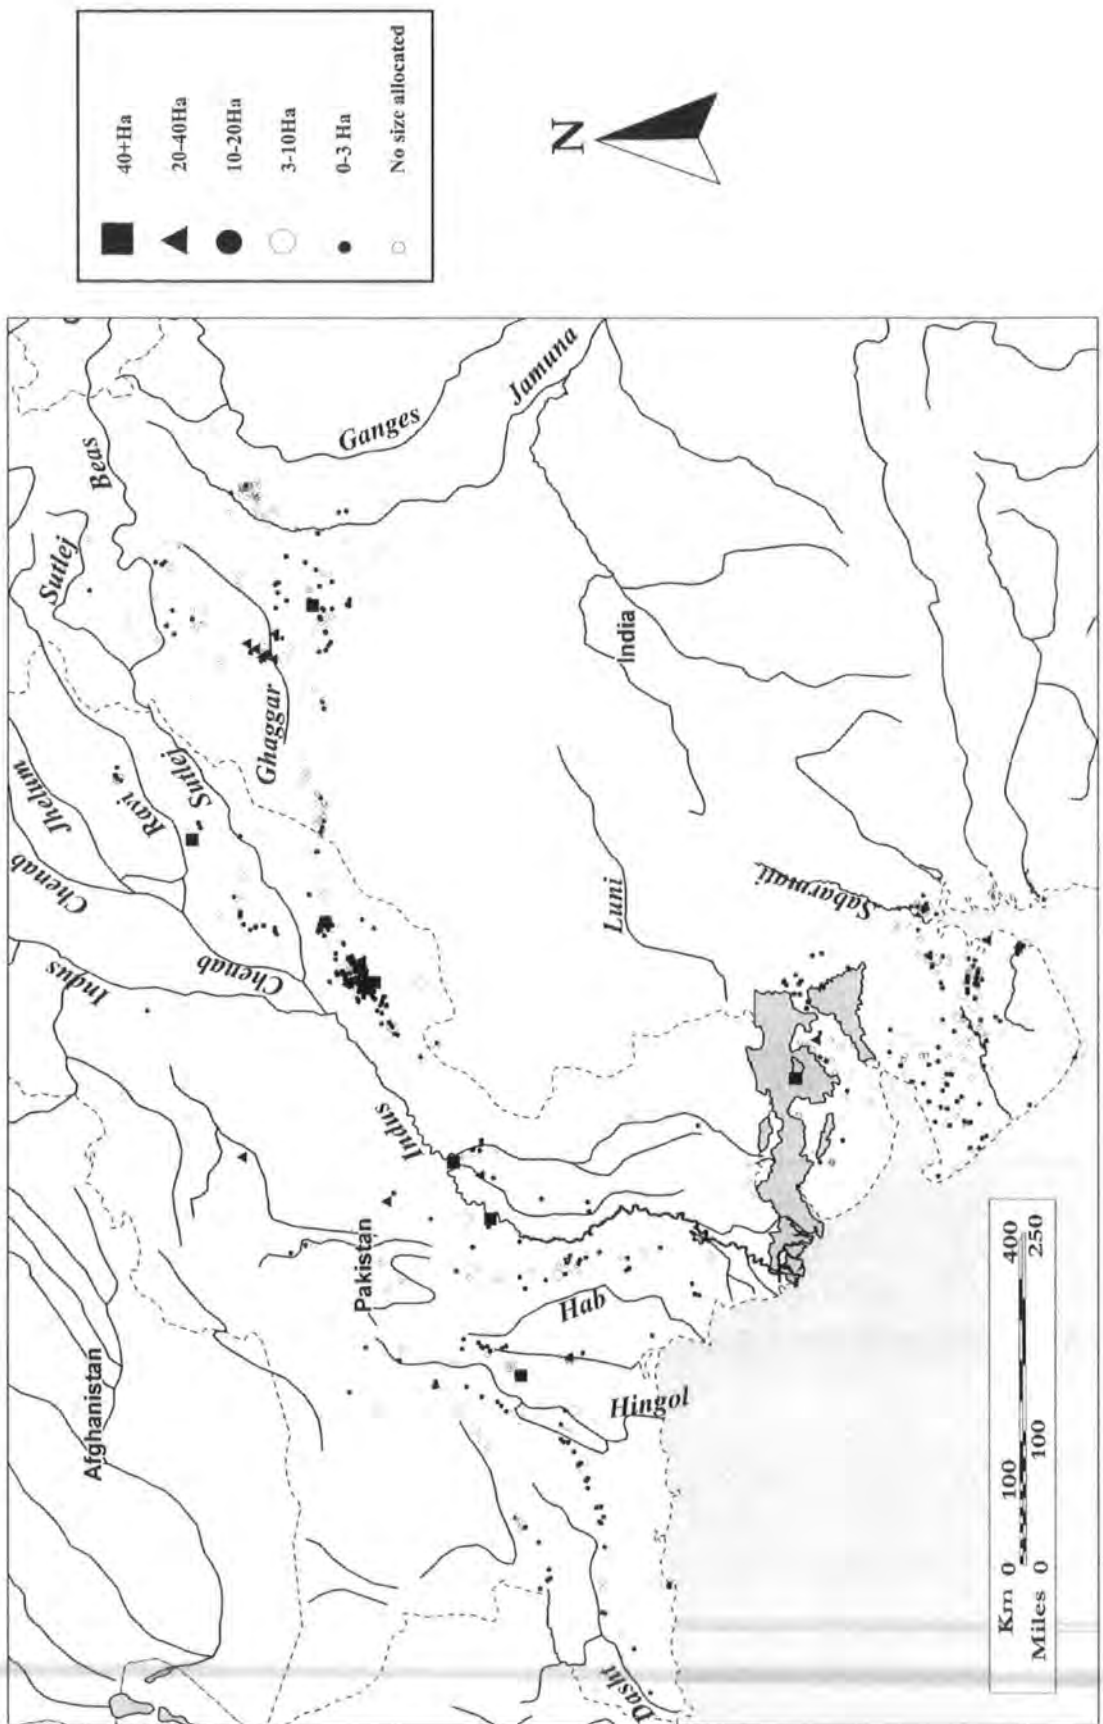 40+Ha
20-40Ha
10-20Ha
3-10Ha
0-3 Ha
No size allocated
N
Afghanistan
Pakistan
India
Indus
Chenab
Jhelum
Ravi
Sutlej
Sutlej
Beas
Chenab
Ghaggar
Ganges
Jamuna
Indus
Luni
Sabarmati
Hab
Hingol
Dasht
Km 0 100 400
Miles 0 100 250